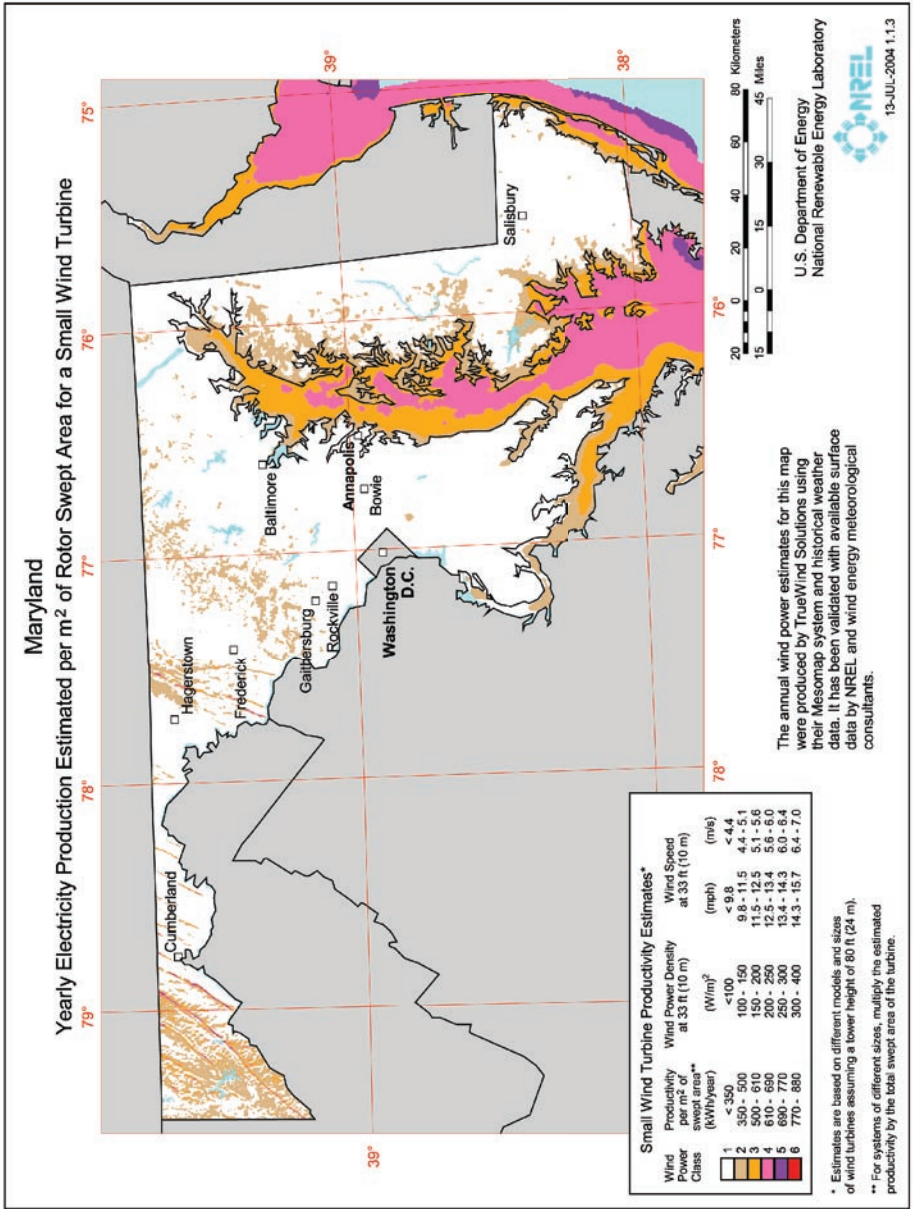 Maryland
Yearly Electricity Production Estimated per m² of Rotor Swept Area for a Small Wind Turbine
79°
78°
77°
76°
75°
39°
39°
38°
38°
79°
78°
77°
76°
Cumberland
Hagerstown
Frederick
Gaithersburg
Rockville
Washington
D.C.
Baltimore
Annapolis
Bowie
Salisbury
Small Wind Turbine Productivity Estimates*
Wind Productivity Wind Power Density Wind Speed
Power per m² of at 33 ft (10 m) at 33 ft (10 m)
Class swept area**
(kWh/year) (W/m)² (mph) (m/s)
1 < 350 <100 < 9.8 < 4.4
2 350 - 500 100 - 150 9.8 - 11.5 4.4 - 5.1
3 500 - 610 150 - 200 11.5 - 12.5 5.1 - 5.6
4 610 - 690 200 - 250 12.5 - 13.4 5.6 - 6.0
5 690 - 770 250 - 300 13.4 - 14.3 6.0 - 6.4
6 770 - 880 300 - 400 14.3 - 15.7 6.4 - 7.0
* Estimates are based on different models and sizes
of wind turbines assuming a tower height of 80 ft (24 m).
** For systems of different sizes, multiply the estimated
productivity by the total swept area of the turbine.
The annual wind power estimates for this map
were produced by TrueWind Solutions using
their Mesomap system and historical weather
data. It has been validated with available surface
data by NREL and wind energy meteorological
consultants.
20 0 20 40 60 80 Kilometers
15 0 15 30 45 Miles
U.S. Department of Energy
National Renewable Energy Laboratory
NREL
13-JUL-2004 1.1.3